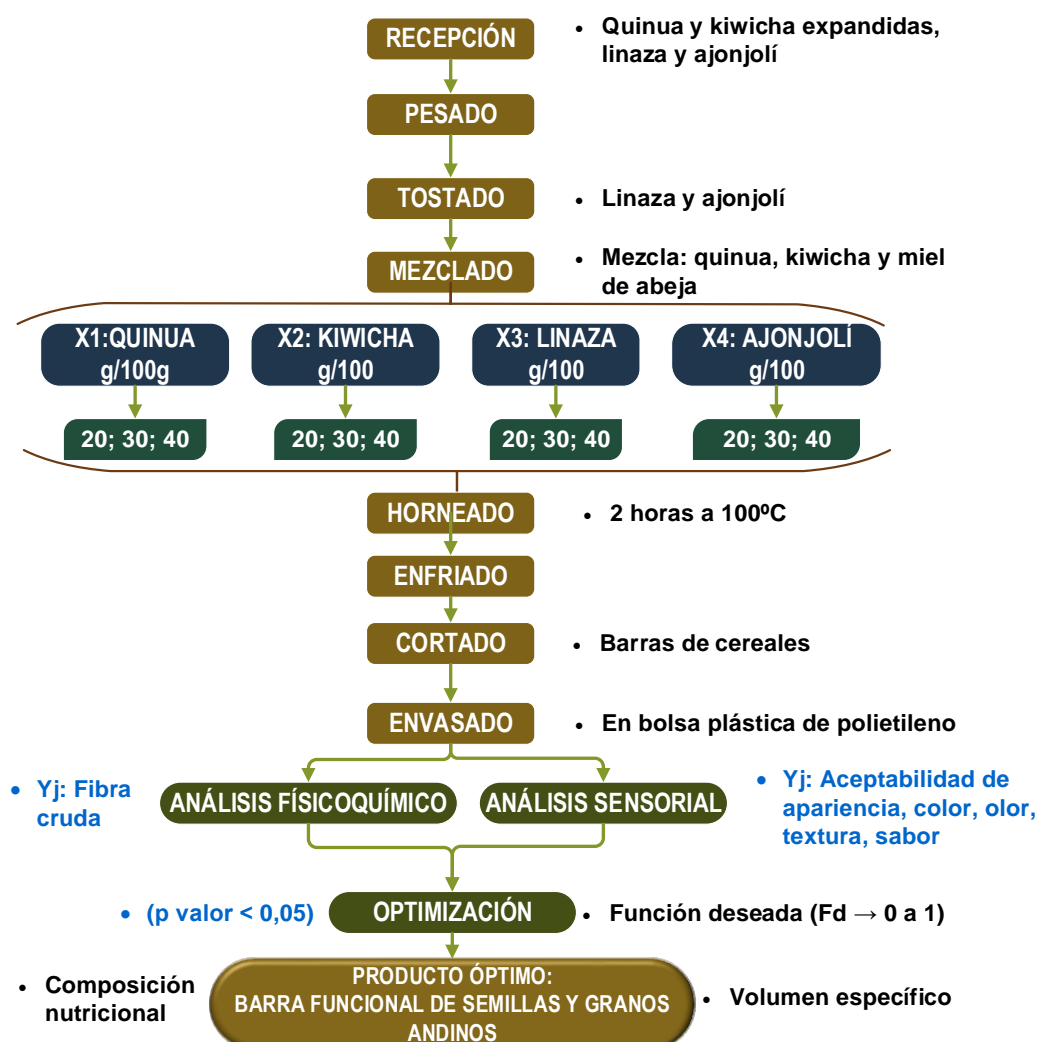 RECEPCIÓN
• Quinua y kiwicha expandidas,
linaza y ajonjolí
PESADO
TOSTADO
• Linaza y ajonjolí
MEZCLADO
• Mezcla: quinua, kiwicha y miel
de abeja
X1:QUINUA
g/100g
X2: KIWICHA
g/100
X3: LINAZA
g/100
X4: AJONJOLÍ
g/100
20; 30; 40
20; 30; 40
20; 30; 40
20; 30; 40
HORNEADO
• 2 horas a 100ºC
ENFRIADO
CORTADO
• Barras de cereales
ENVASADO
• En bolsa plástica de polietileno
• Yj: Fibra
cruda
ANÁLISIS FÍSICOQUÍMICO
ANÁLISIS SENSORIAL
• Yj: Aceptabilidad de
apariencia, color, olor,
textura, sabor
• (p valor < 0,05)
OPTIMIZACIÓN
• Función deseada (Fd → 0 a 1)
• Composición
nutricional
PRODUCTO ÓPTIMO:
BARRA FUNCIONAL DE SEMILLAS Y GRANOS
ANDINOS
• Volumen específico